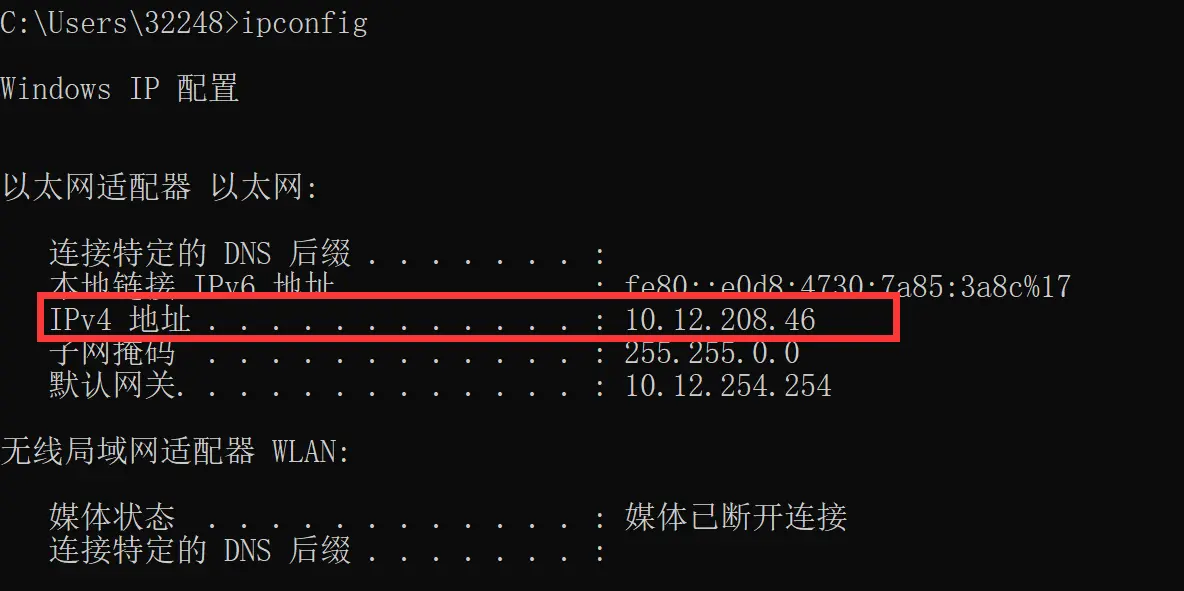 C:\Users\32248>ipconfig
Windows IP 配置
以太网适配器 以太网:
连接特定的 DNS 后缀 . . . . . . . :
本地链接 IPv6 地址 . . . . . . . . : fe80::e0d8:4730:7a85:3a8c%17
IPv4 地址 . . . . . . . . . . . . : 10.12.208.46
子网掩码 . . . . . . . . . . . . : 255.255.0.0
默认网关. . . . . . . . . . . . . : 10.12.254.254
无线局域网适配器 WLAN:
媒体状态 . . . . . . . . . . . . : 媒体已断开连接
连接特定的 DNS 后缀 . . . . . . . :